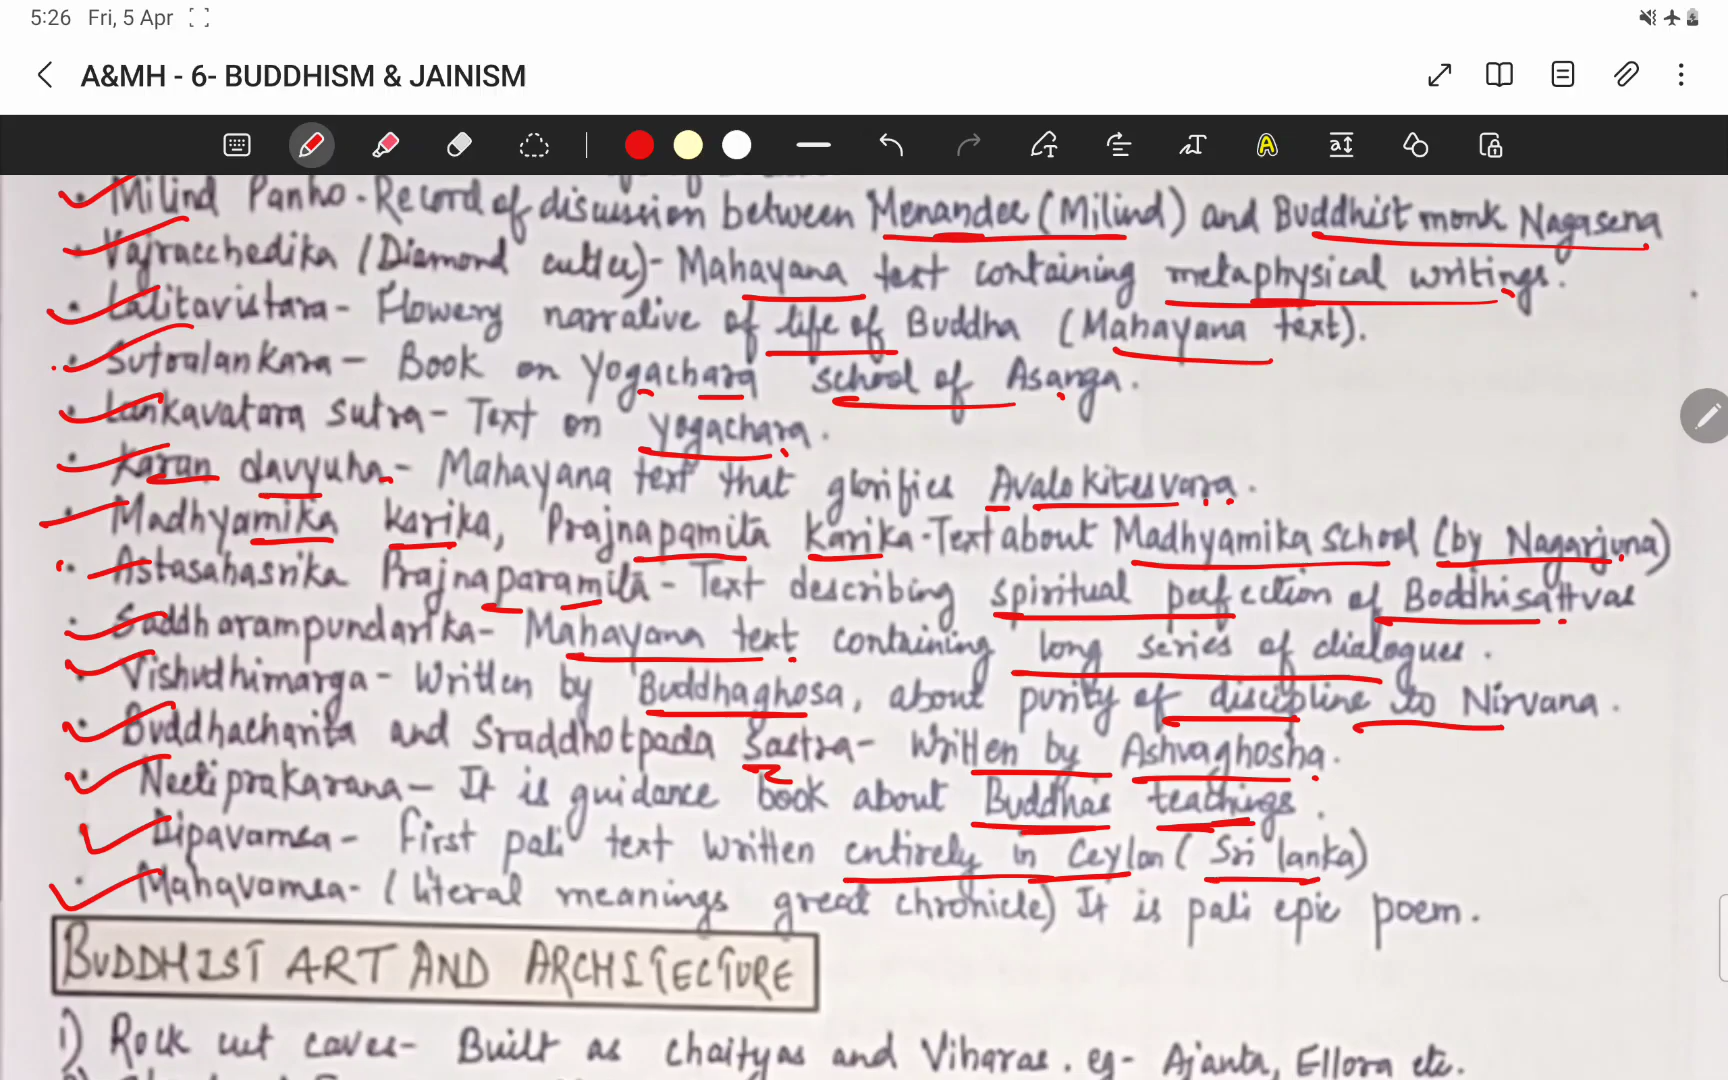 5:26 Fri, 5 Apr
A&MH - 6- BUDDHISM & JAINISM
• Milind Panho - Record of discussion between Menander (Milind) and Buddhist monk Nagasena
• Vajracchedika (Diamond cutter) - Mahayana text containing metaphysical writings.
• Lalitavistara - Flowery narrative of life of Buddha (Mahayana text).
• Sutralankara - Book on Yogachara school of Asanga.
• Lankavatara sutra - Text on yogachara.
• Karan davyuha - Mahayana text that glorifies Avalokitesvara.
• Madhyamika Karika, Prajnapamita Karika - Text about Madhyamika school (by Nagarjuna)
• Astasahasrika Prajnaparamita - Text describing spiritual perfection of Boddhisattvas
• Saddharampundarika - Mahayana text containing long series of dialogues.
• Vishudhimarga - Written by Buddhaghosa, about purity of discipline to Nirvana.
• Buddhacharita and Sraddhotpada Sastra - Written by Ashvaghosha.
• Neetiprakarana - It is guidance book about Buddhas teachings.
• Dipavamsa - First pali text written entirely in Ceylon (Sri lanka)
• Mahavamsa - (literal meanings great chronicle) It is pali epic poem.
BUDDHIST ART AND ARCHITECTURE
1) Rock cut caves - Built as chaityas and Viharas. eg - Ajanta, Ellora etc.